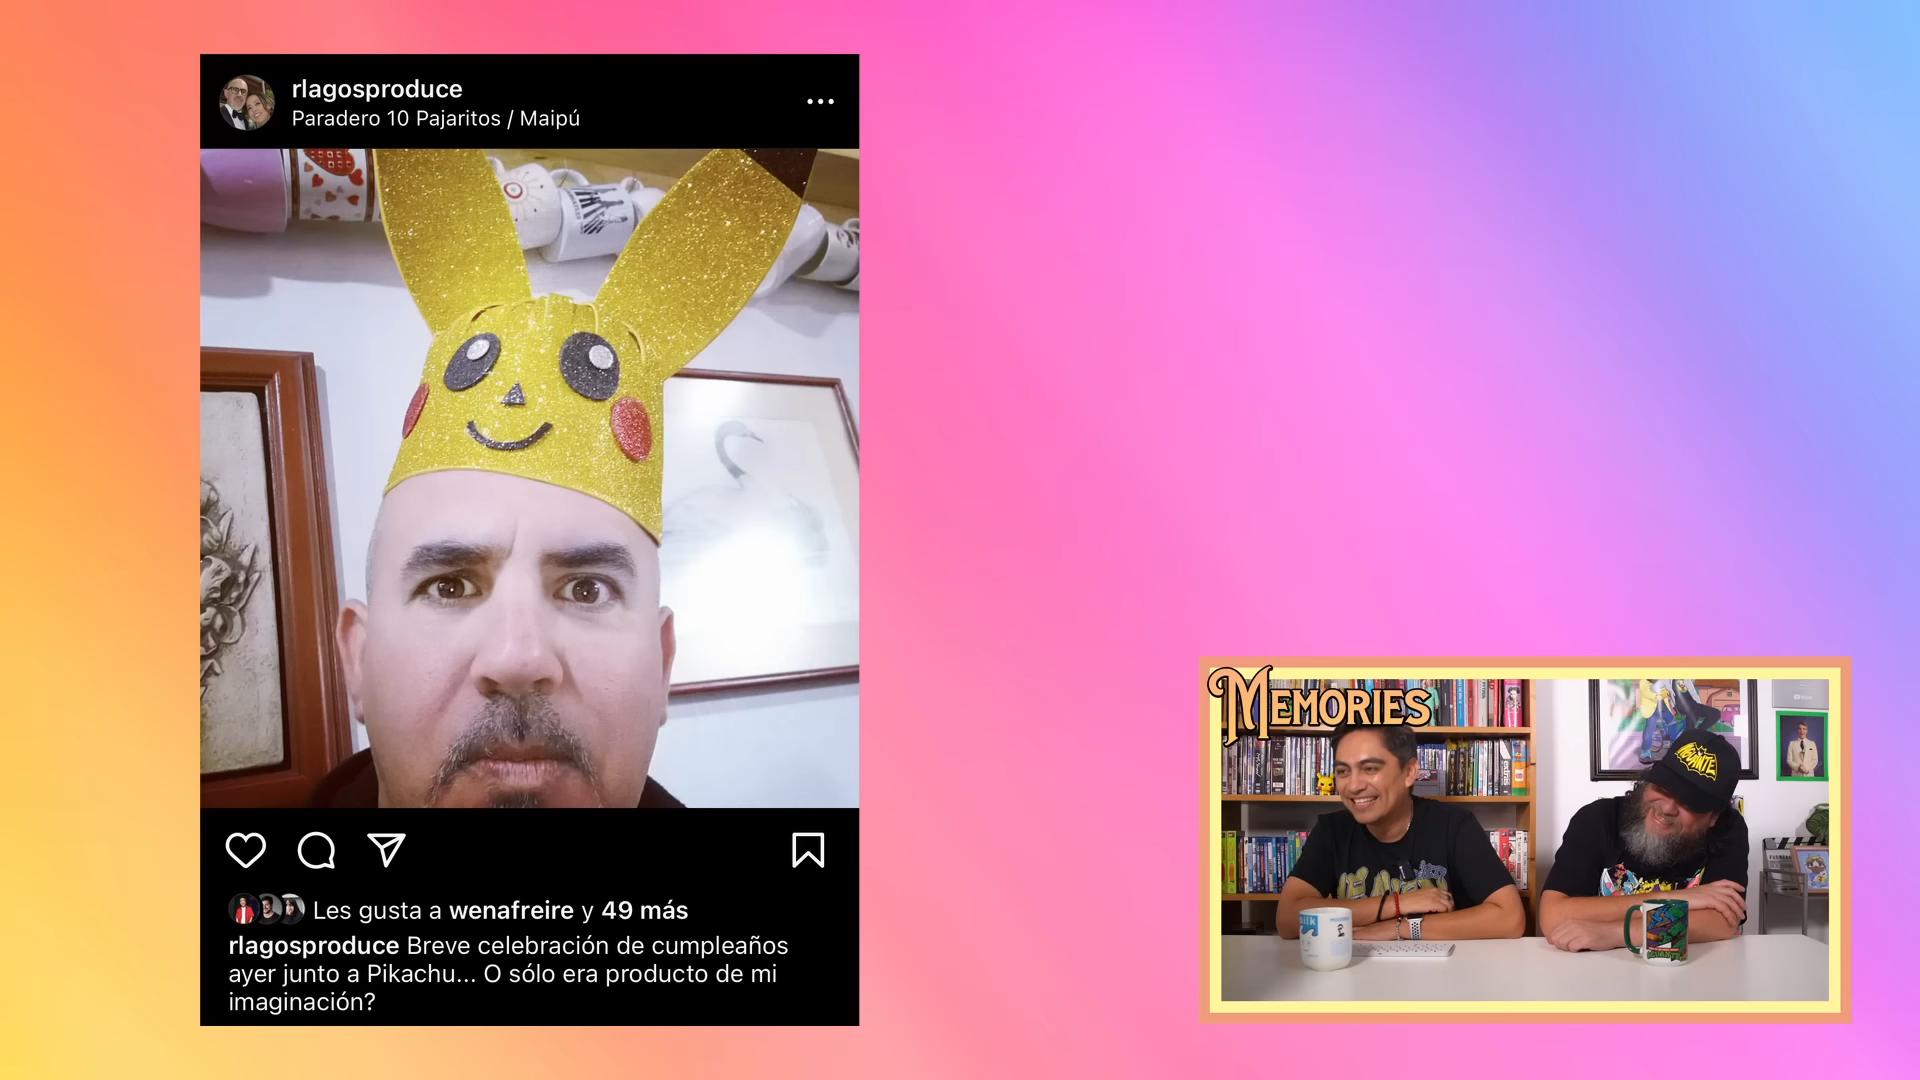 rlagosproduce
Paradero 10 Pajaritos / Maipú
Les gusta a wenafreire y 49 más
rlagosproduce Breve celebración de cumpleaños
ayer junto a Pikachu... O sólo era producto de mi
imaginación?
MEMORIES